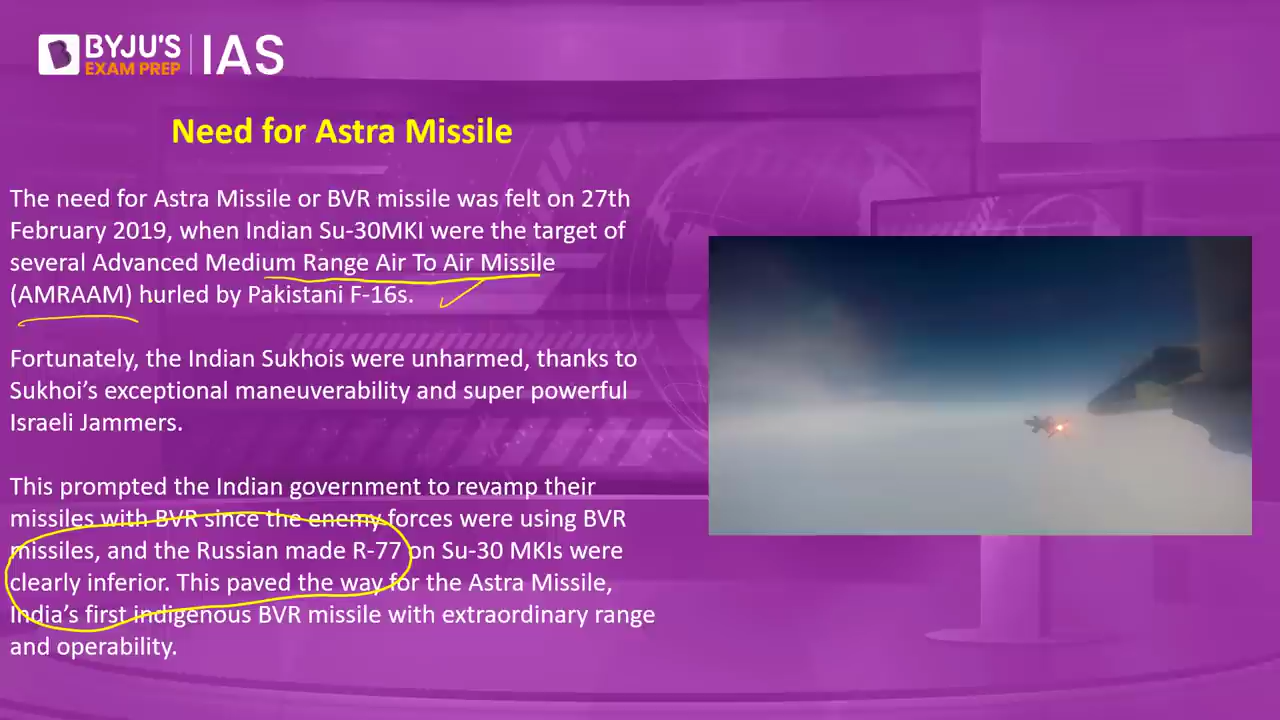 BYJU'S
EXAM PREP
IAS
Need for Astra Missile
The need for Astra Missile or BVR missile was felt on 27th
February 2019, when Indian Su-30MKI were the target of
several Advanced Medium Range Air To Air Missile
(AMRAAM) hurled by Pakistani F-16s.
Fortunately, the Indian Sukhois were unharmed, thanks to
Sukhoi’s exceptional maneuverability and super powerful
Israeli Jammers.
This prompted the Indian government to revamp their
missiles with BVR since the enemy forces were using BVR
missiles, and the Russian made R-77 on Su-30 MKIs were
clearly inferior. This paved the way for the Astra Missile,
India’s first indigenous BVR missile with extraordinary range
and operability.